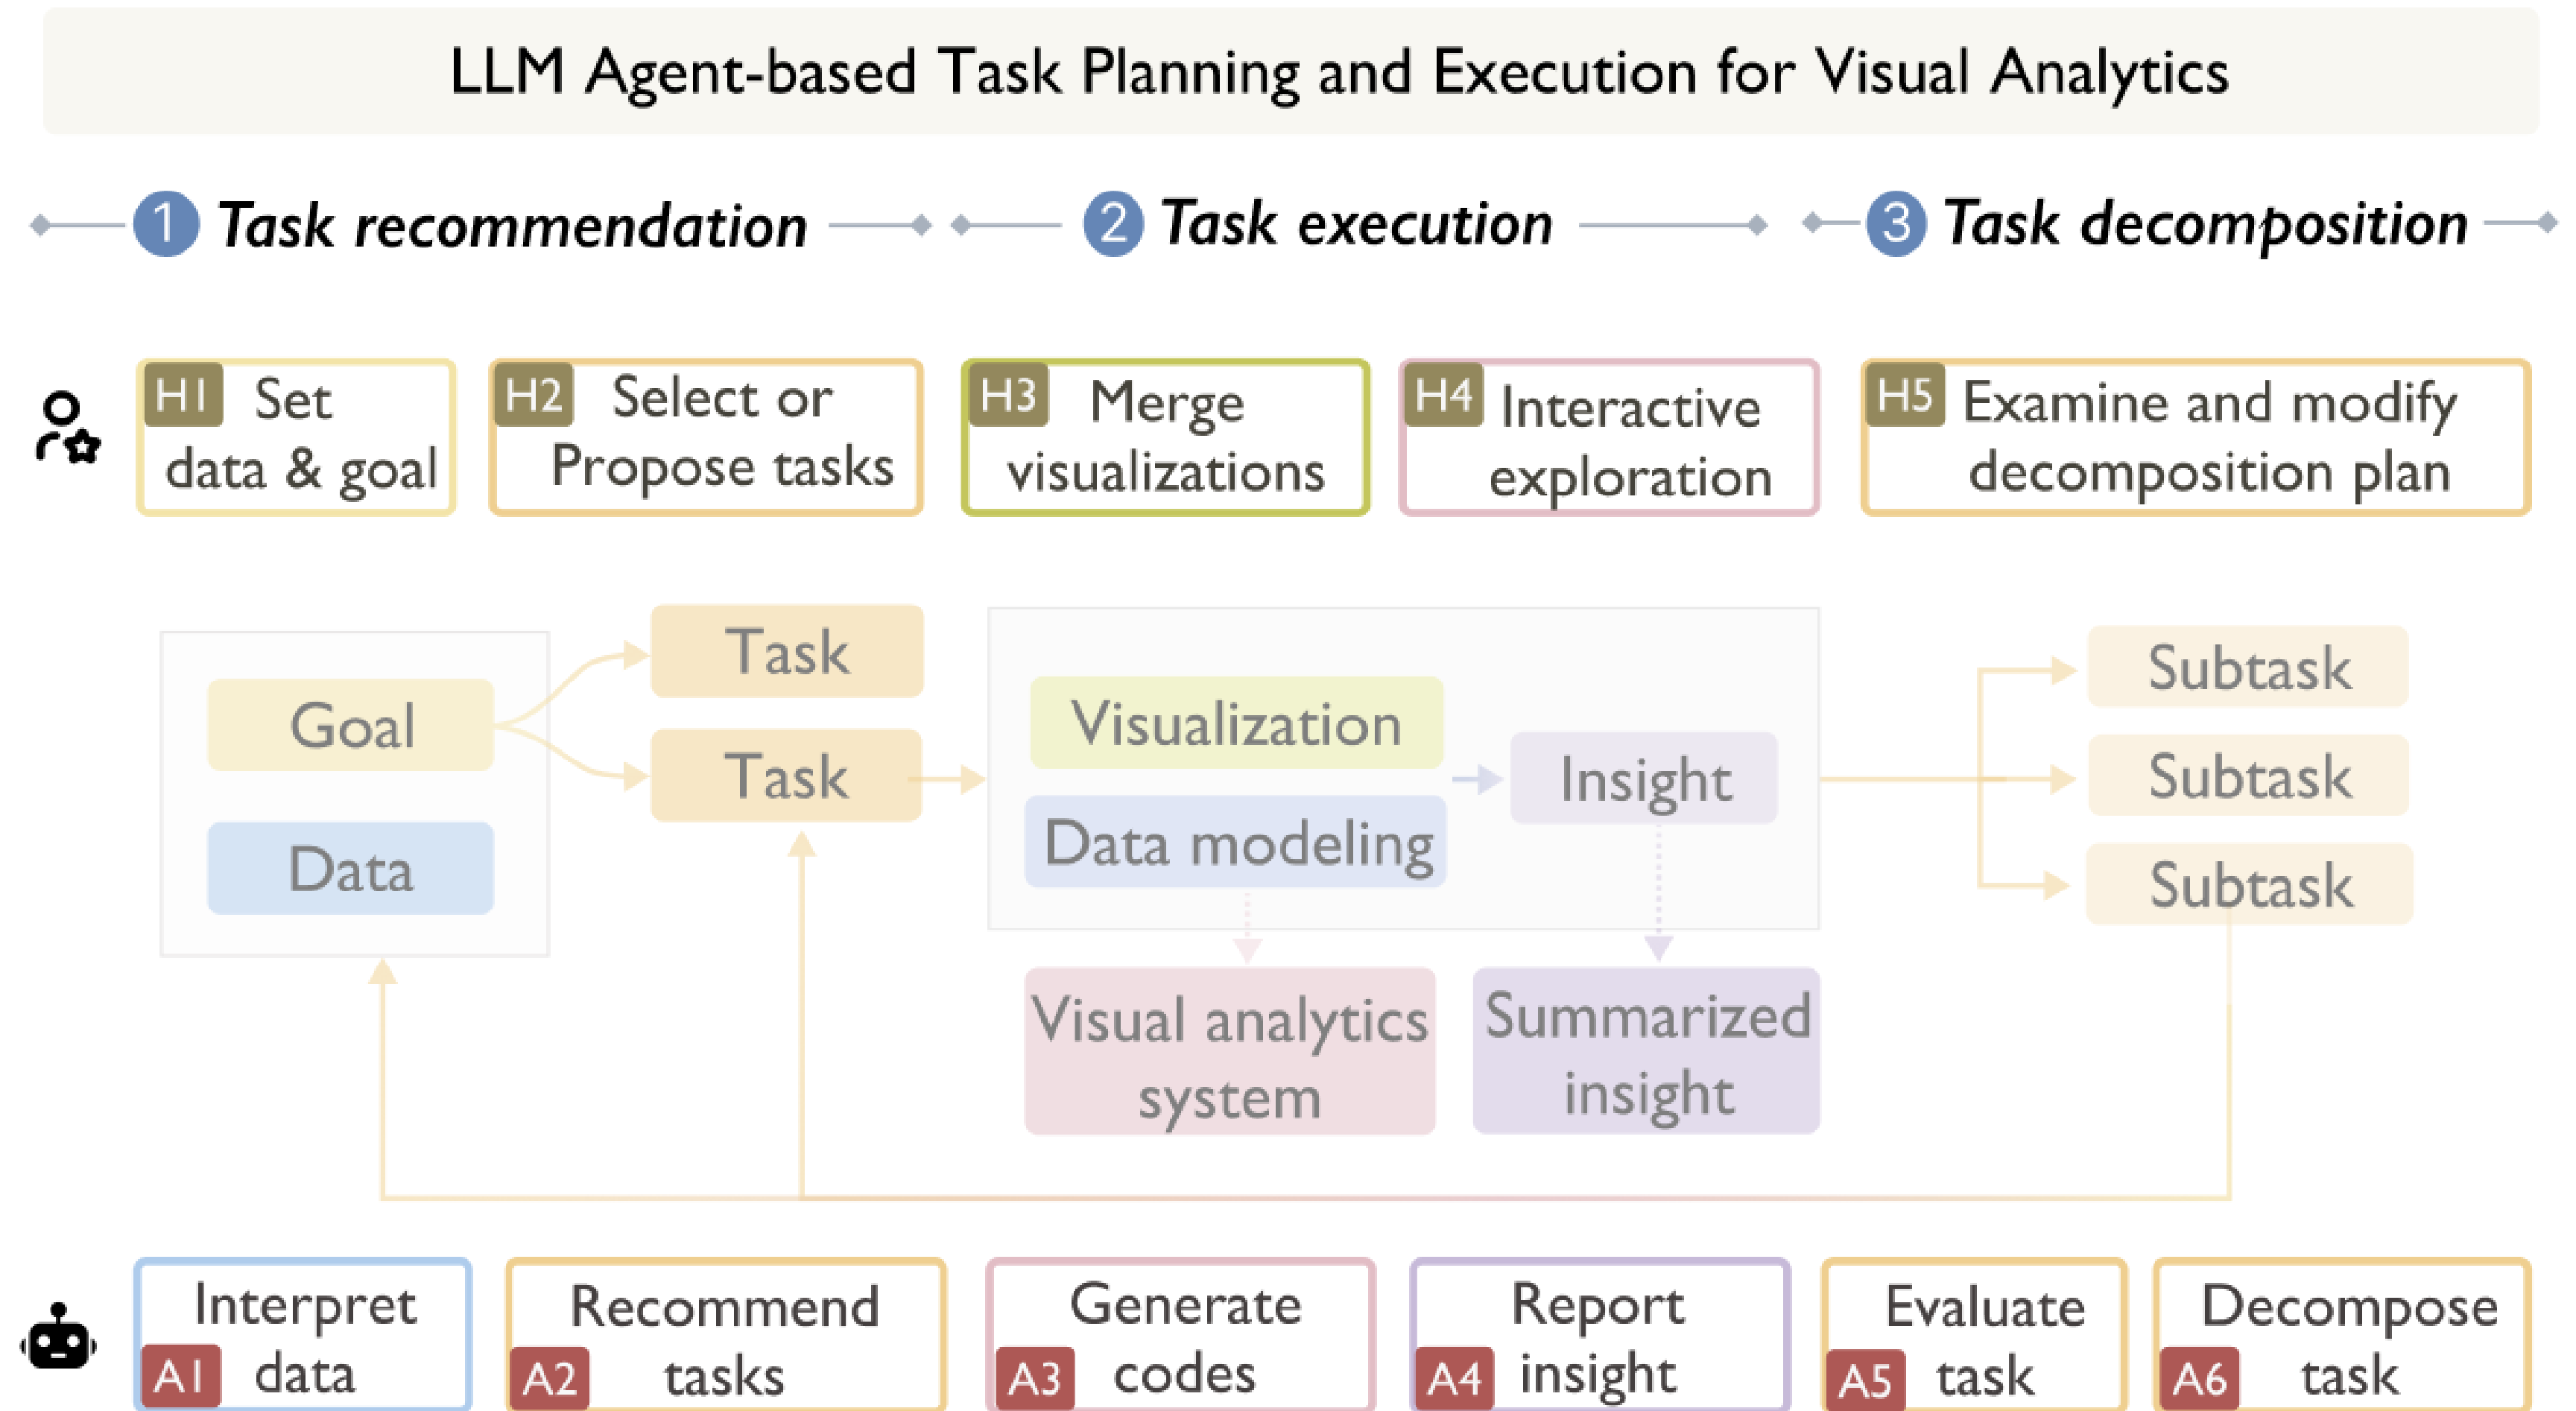 LLM Agent-based Task Planning and Execution for Visual Analytics
1 Task recommendation
2 Task execution
3 Task decomposition
H1 Set
data & goal
H2 Select or
Propose tasks
H3 Merge
visualizations
H4 Interactive
exploration
H5 Examine and modify
decomposition plan
Goal
Data
Task
Task
Visualization
Data modeling
Insight
Visual analytics
system
Summarized
insight
Subtask
Subtask
Subtask
Interpret
A1 data
Recommend
A2 tasks
Generate
A3 codes
Report
A4 insight
Evaluate
A5 task
Decompose
A6 task